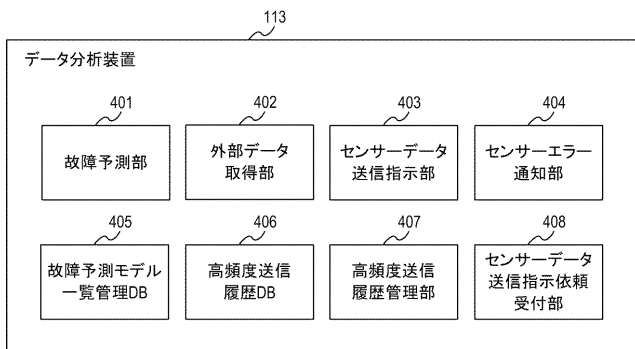 113
データ分析装置
401
故障予測部
402
外部データ
取得部
403
センサーデータ
送信指示部
404
センサーエラー
通知部
405
故障予測モデル
一覧管理DB
406
高頻度送信
履歴DB
407
高頻度送信
履歴管理部
408
センサーデータ
送信指示依頼
受付部